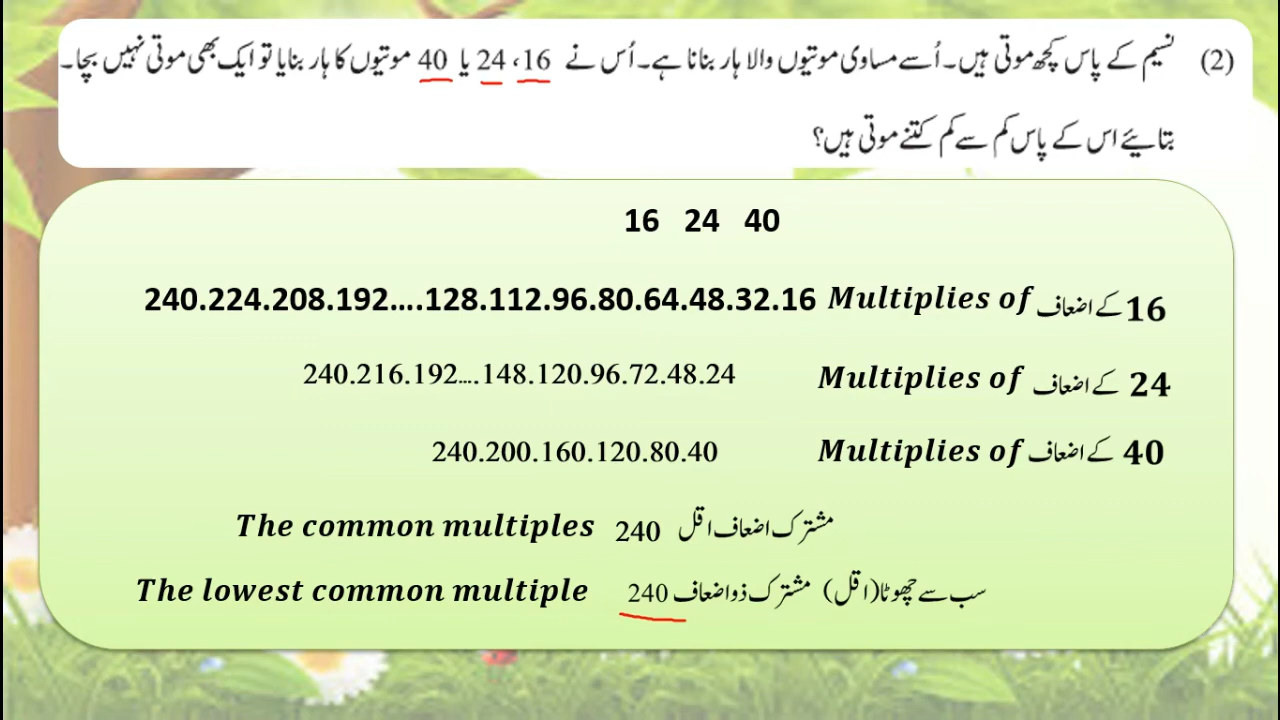 (2) نسیم کے پاس کچھ موتی ہیں۔ اُسے مساوی موتیوں والا ہار بنانا ہے۔ اُس نے 16، 24 یا 40 موتیوں کا ہار بنایا تو ایک بھی موتی نہیں بچا۔
بتایئے اس کے پاس کم سے کم کتنے موتی ہیں؟
16 24 40
240.224.208.192....128.112.96.80.64.48.32.16 Multiplies of کے اضعاف 16
240.216.192....148.120.96.72.48.24 Multiplies of کے اضعاف 24
240.200.160.120.80.40 Multiplies of کے اضعاف 40
The common multiples 240 مشترک اضعاف اقل
The lowest common multiple 240 سب سے چھوٹا(اقل) مشترک ذو اضعاف